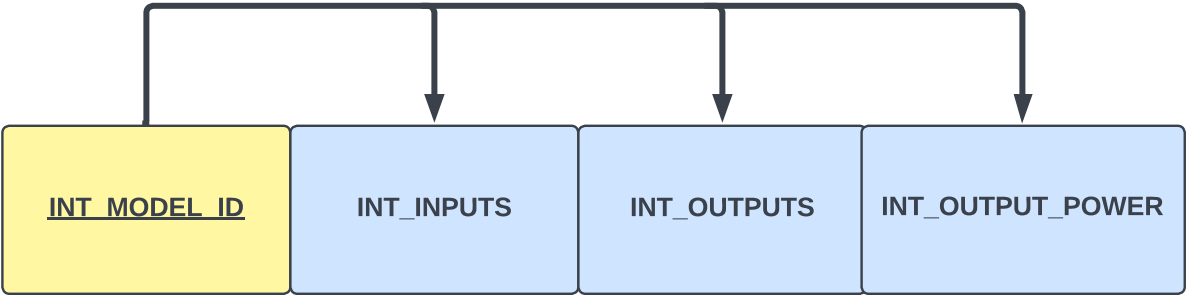 INT_MODEL_ID
INT_INPUTS
INT_OUTPUTS
INT_OUTPUT_POWER